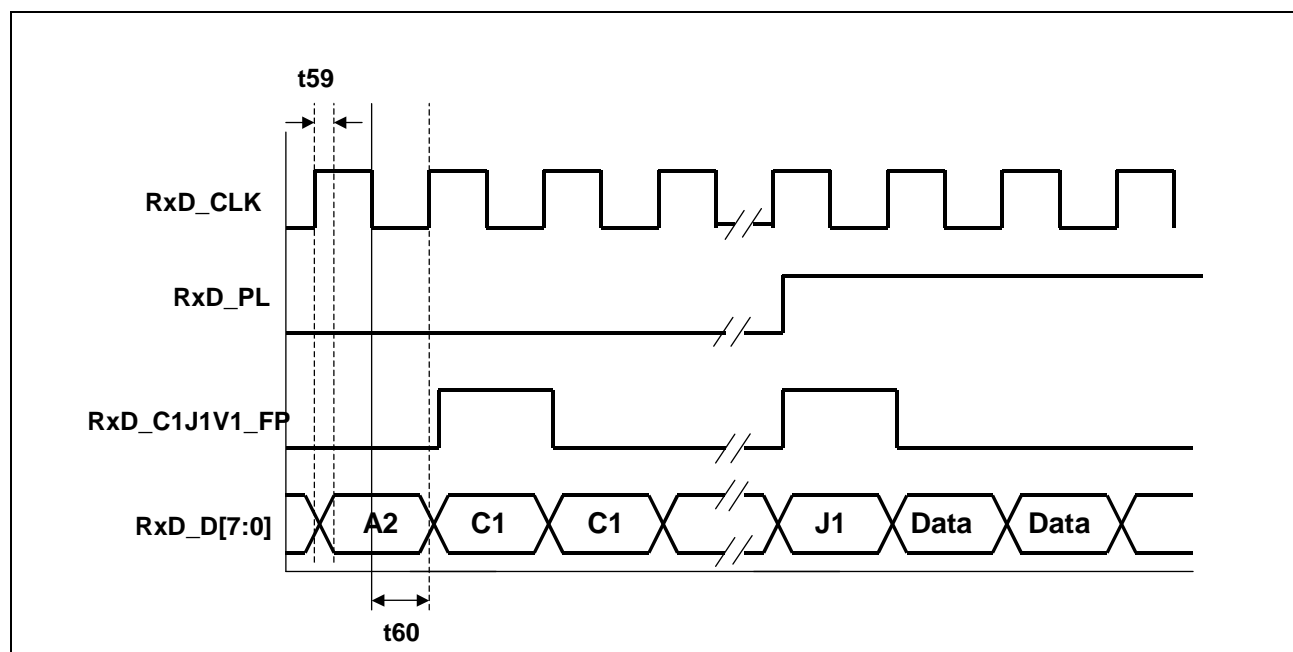 t59
RxD_CLK
RxD_PL
RxD_C1J1V1_FP
RxD_D[7:0] A2 C1 C1 J1 Data Data
t60